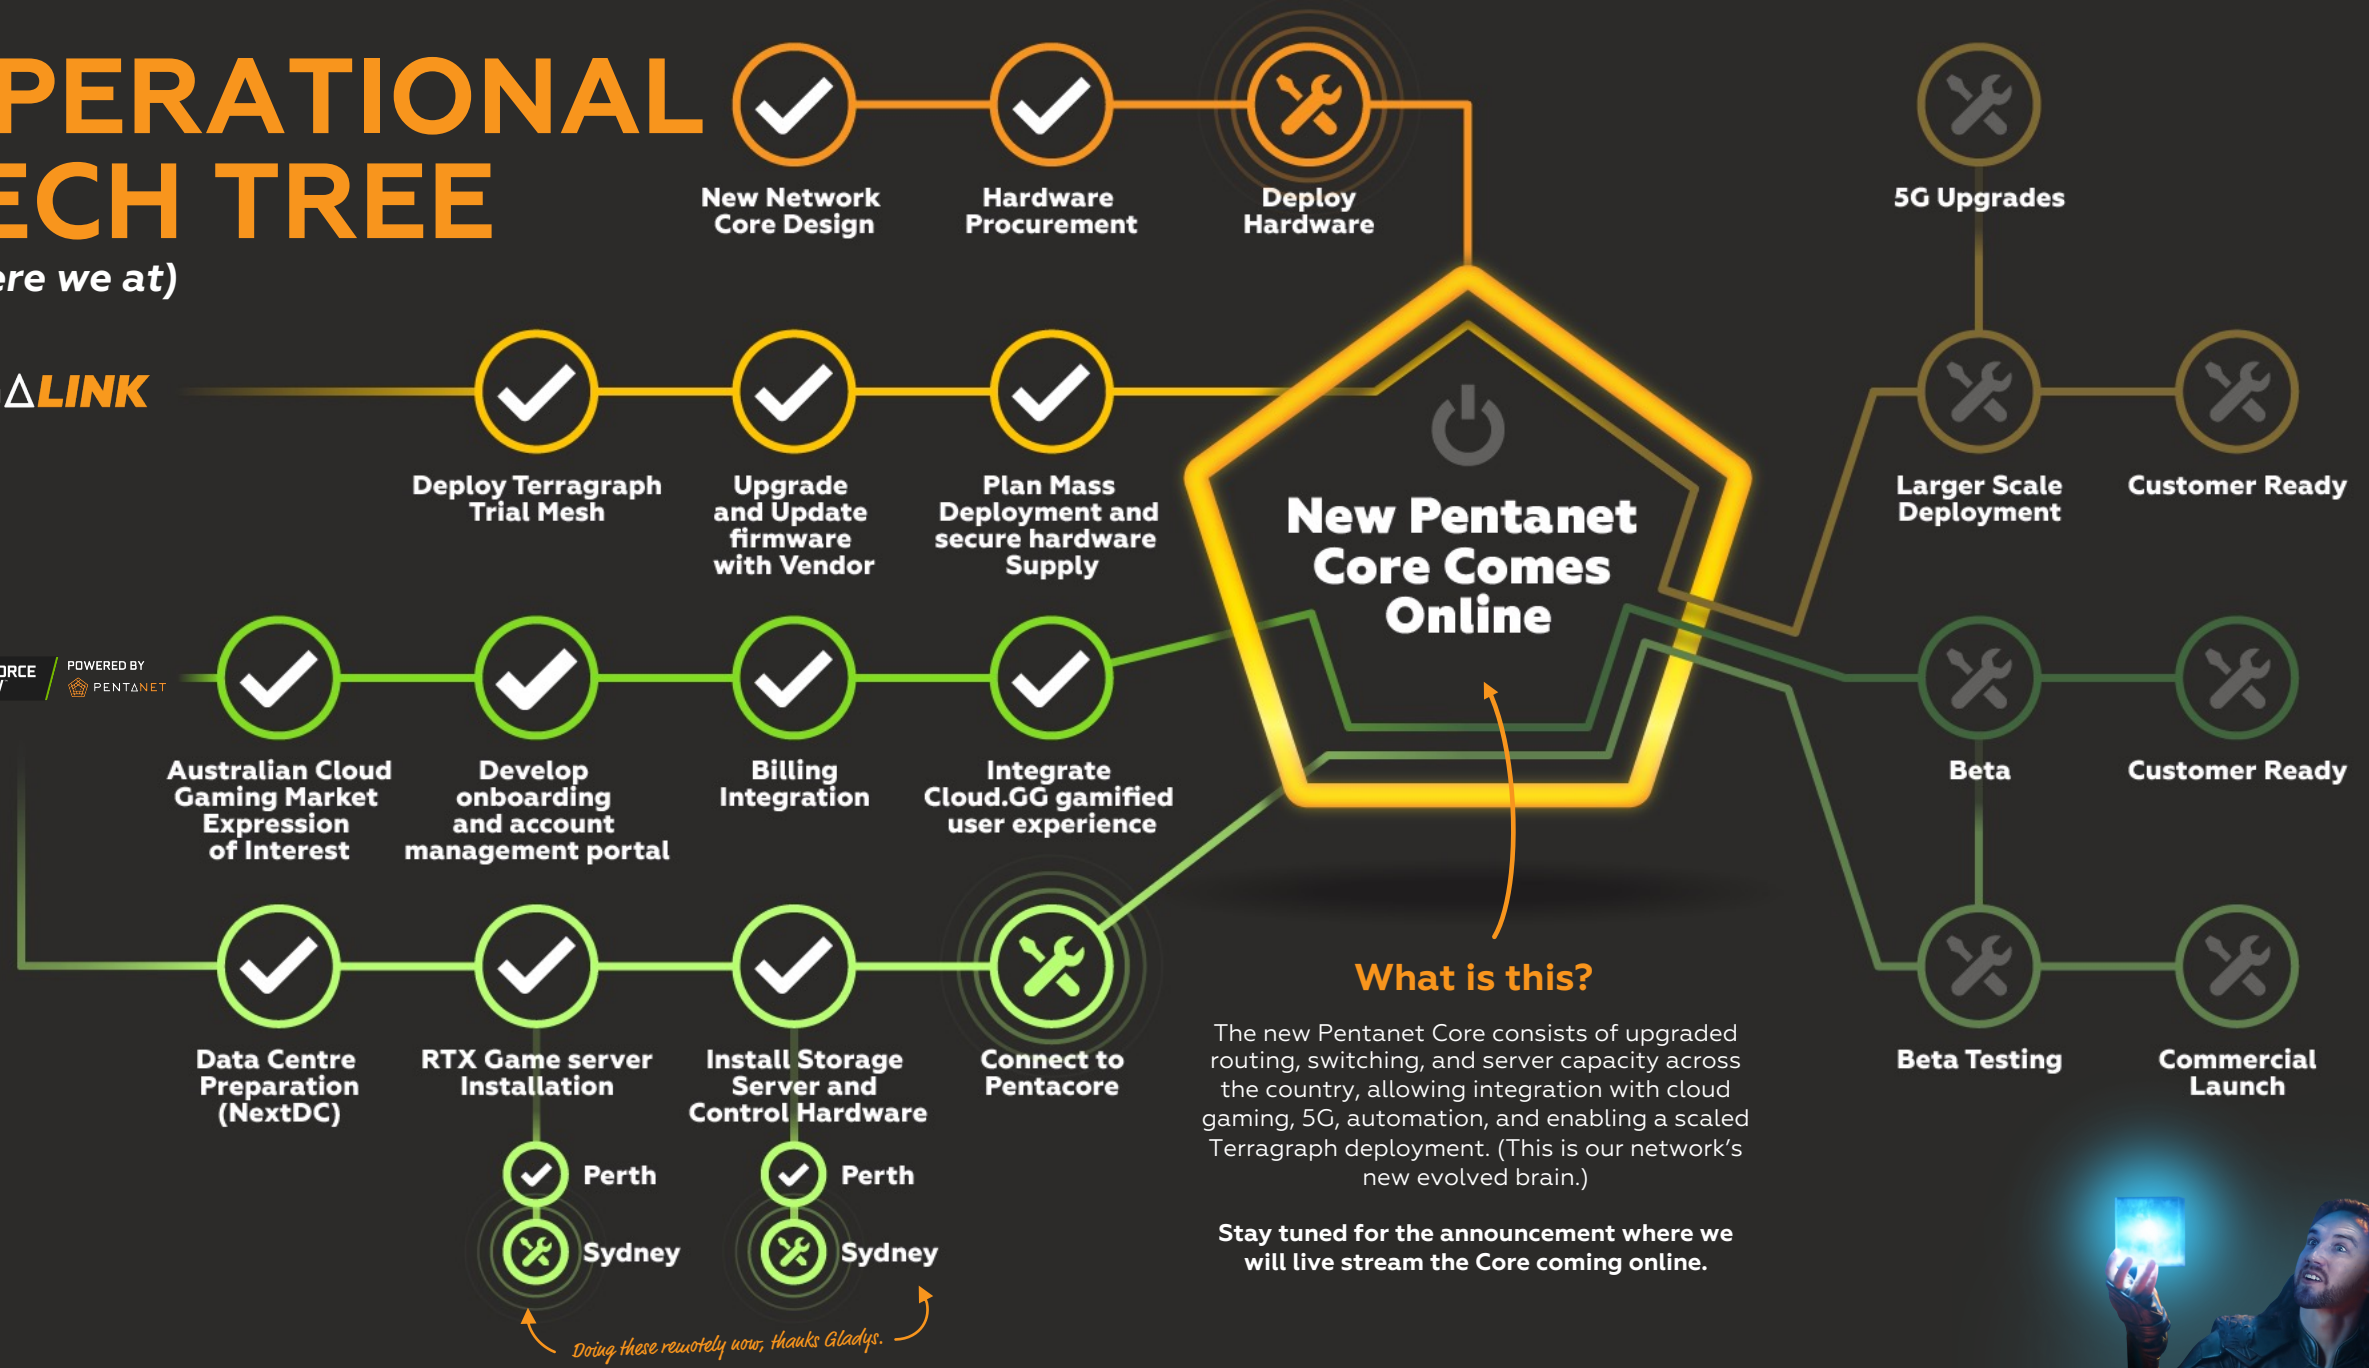 PERATIONAL
ECH TREE
ere we at)
New Network
Core Design
Hardware
Procurement
Deploy
Hardware
5G Upgrades
LINK
Deploy Terragraph
Trial Mesh
Upgrade
and Update
firmware
with Vendor
Plan Mass
Deployment and
secure hardware
Supply
New Pentanet
Core Comes
Online
Larger Scale
Deployment
Customer Ready
ORCE
POWERED BY
PENTANET
Australian Cloud
Gaming Market
Expression
of Interest
Develop
onboarding
and account
management portal
Billing
Integration
Integrate
Cloud.GG gamified
user experience
Beta
Customer Ready
Data Centre
Preparation
(NextDC)
RTX Game server
Installation
Install Storage
Server and
Control Hardware
Connect to
Pentacore
Beta Testing
Commercial
Launch
Perth
Sydney
Perth
Sydney
Doing these remotely now, thanks Gladys.
What is this?
The new Pentanet Core consists of upgraded
routing, switching, and server capacity across
the country, allowing integration with cloud
gaming, 5G, automation, and enabling a scaled
Terragraph deployment. (This is our network's
new evolved brain.)
Stay tuned for the announcement where we
will live stream the Core coming online.